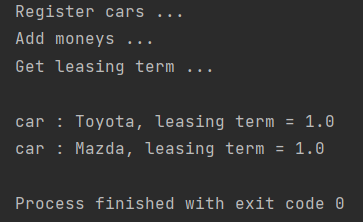 Register cars ...
Add moneys ...
Get leasing term ...
car : Toyota, leasing term = 1.0
car : Mazda, leasing term = 1.0
Process finished with exit code 0